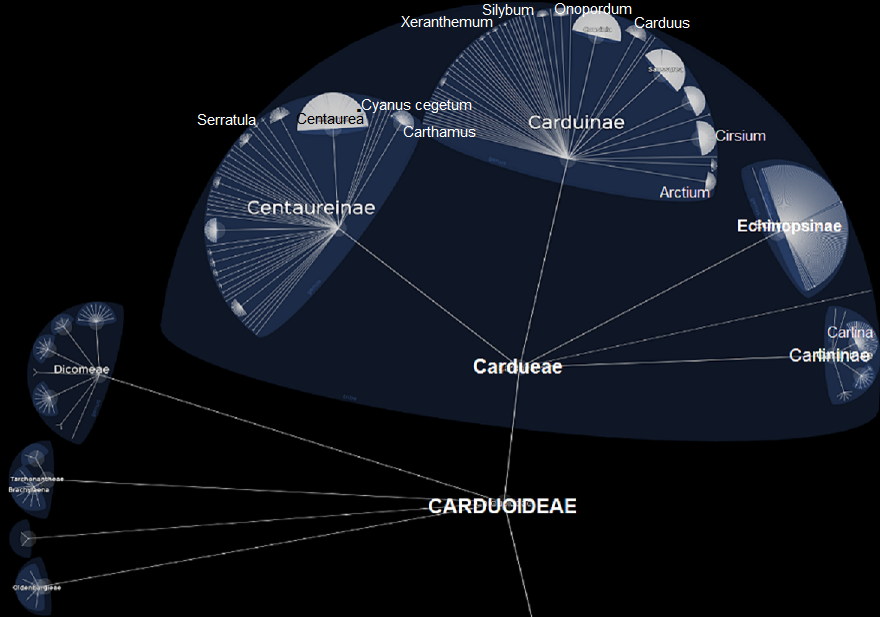 Silybum
Onopordum
Xeranthemum
Carduus
Cyanus cegetum
Serratula
Centaurea
Carduinae
Carthamus
Cirsium
Arctium
Centaureinae
Echinopsinae
Carlina
Cardueae
Carlininae
Dicomeae
Tarchonantheae
Brachylaena
CARDUOIDEAE
Oldenburgieae